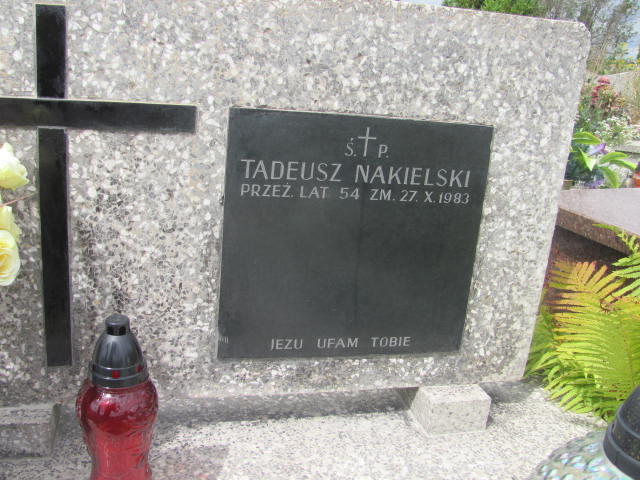 Ś. P.
TADEUSZ NAKIELSKI
PRZEŻ. LAT 54 ZM. 27. X. 1983
JEZU UFAM TOBIE